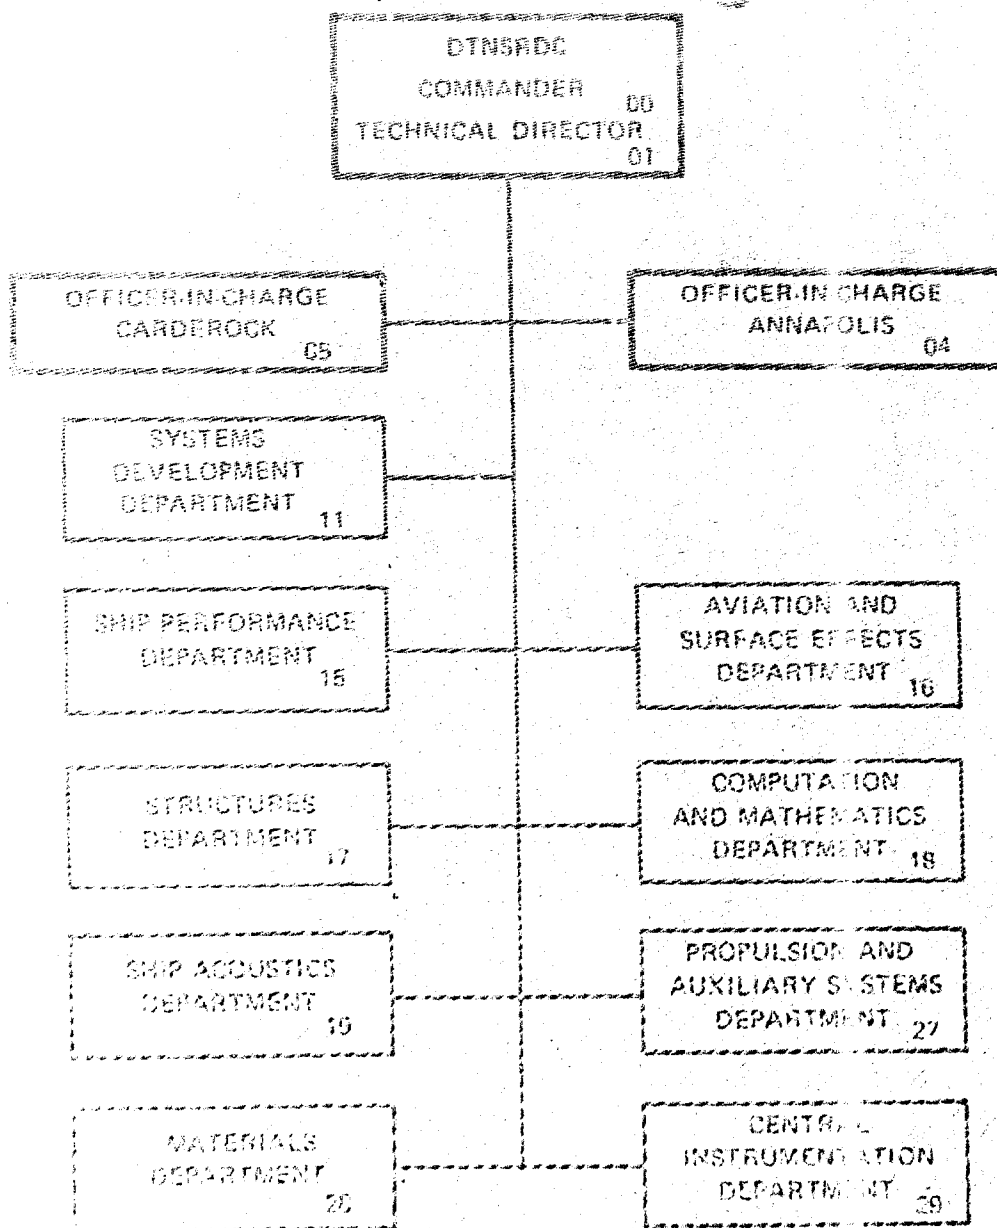 DTNSRDC
COMMANDER
00
TECHNICAL DIRECTOR
01
OFFICER-IN-CHARGE
CARDEROCK
05
OFFICER-IN-CHARGE
ANNAPOLIS
04
SYSTEMS
DEVELOPMENT
DEPARTMENT
11
SHIP PERFORMANCE
DEPARTMENT
15
AVIATION AND
SURFACE EFFECTS
DEPARTMENT
16
STRUCTURES
DEPARTMENT
17
COMPUTATION
AND MATHEMATICS
DEPARTMENT
18
SHIP ACOUSTICS
DEPARTMENT
19
PROPULSION AND
AUXILIARY SYSTEMS
DEPARTMENT
27
MATERIALS
DEPARTMENT
28
CENTRAL
INSTRUMENTATION
DEPARTMENT
29